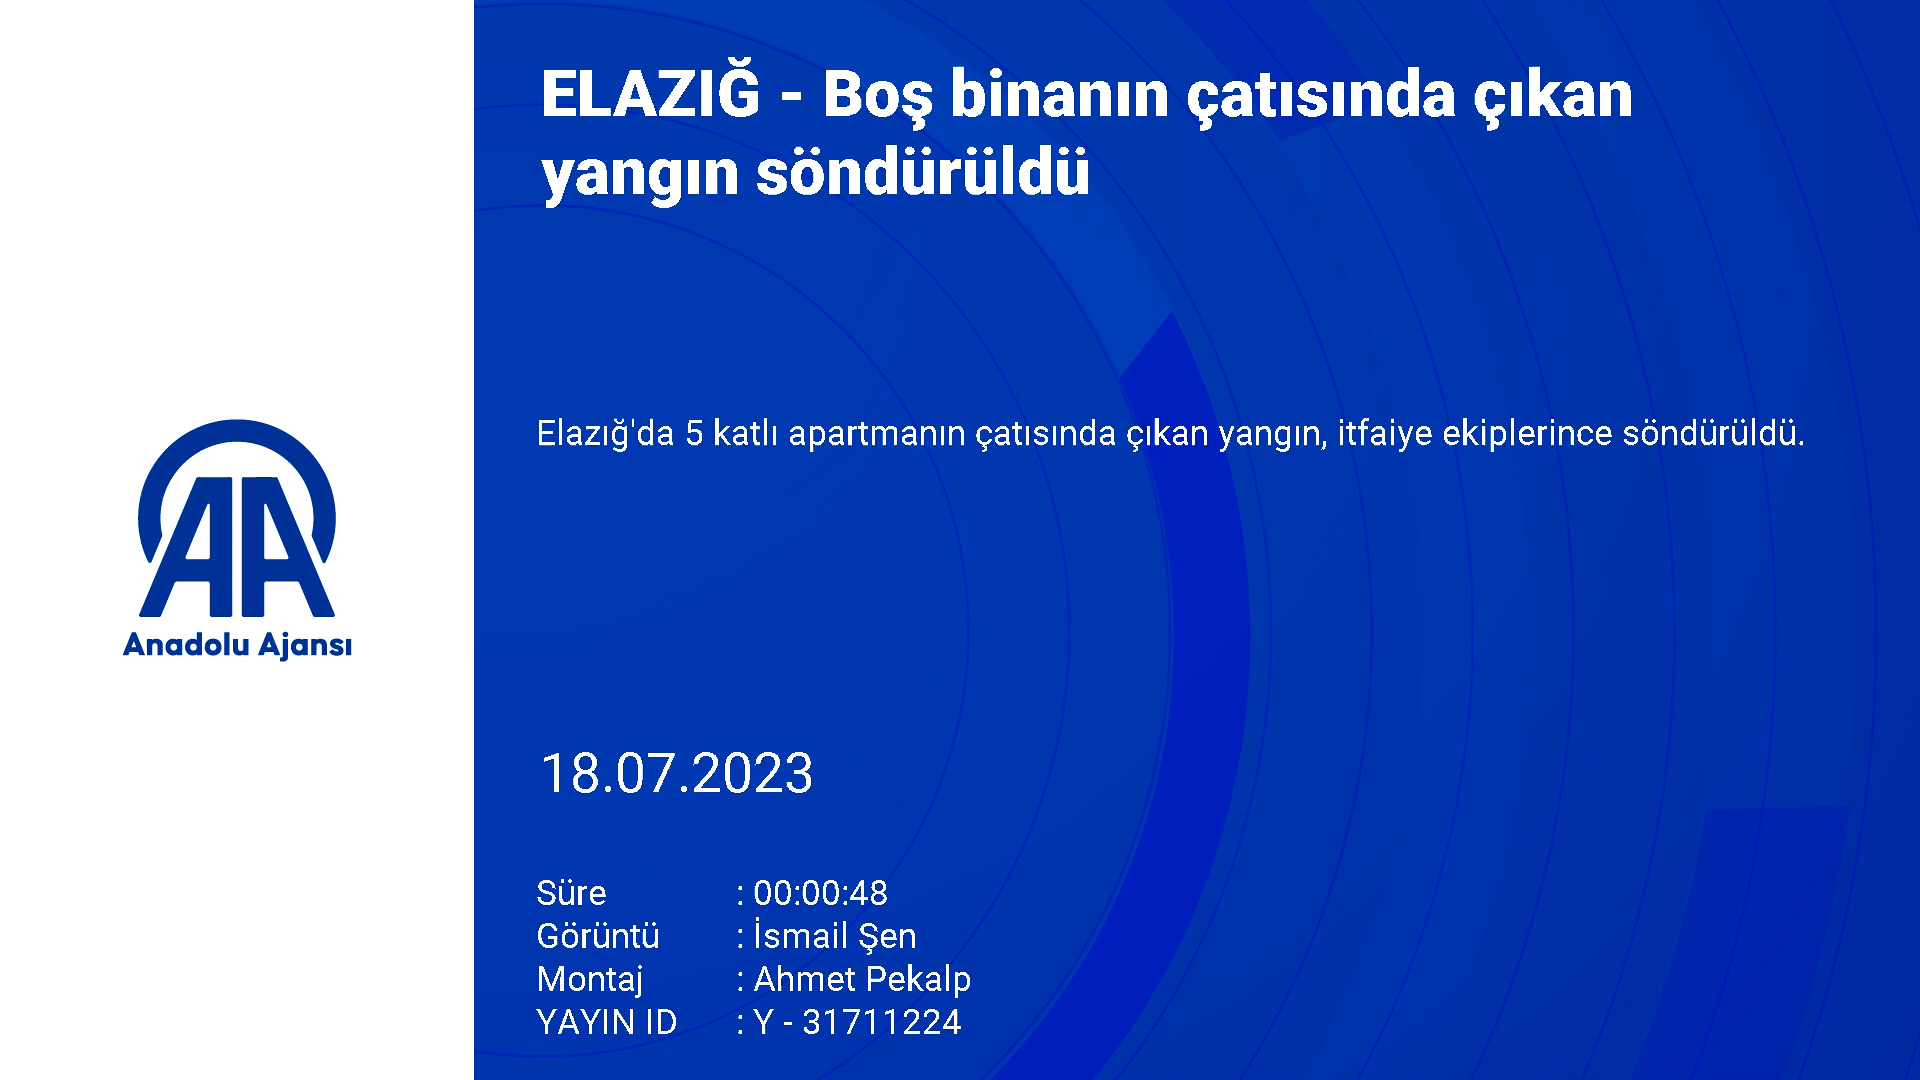 ELAZIĞ - Boş binanın çatısında çıkan
yangın söndürüldü
Elazığ'da 5 katlı apartmanın çatısında çıkan yangın, itfaiye ekiplerince söndürüldü.
AA
Anadolu Ajansı
18.07.2023
Süre : 00:00:48
Görüntü : İsmail Şen
Montaj : Ahmet Pekalp
YAYIN ID : Y - 31711224